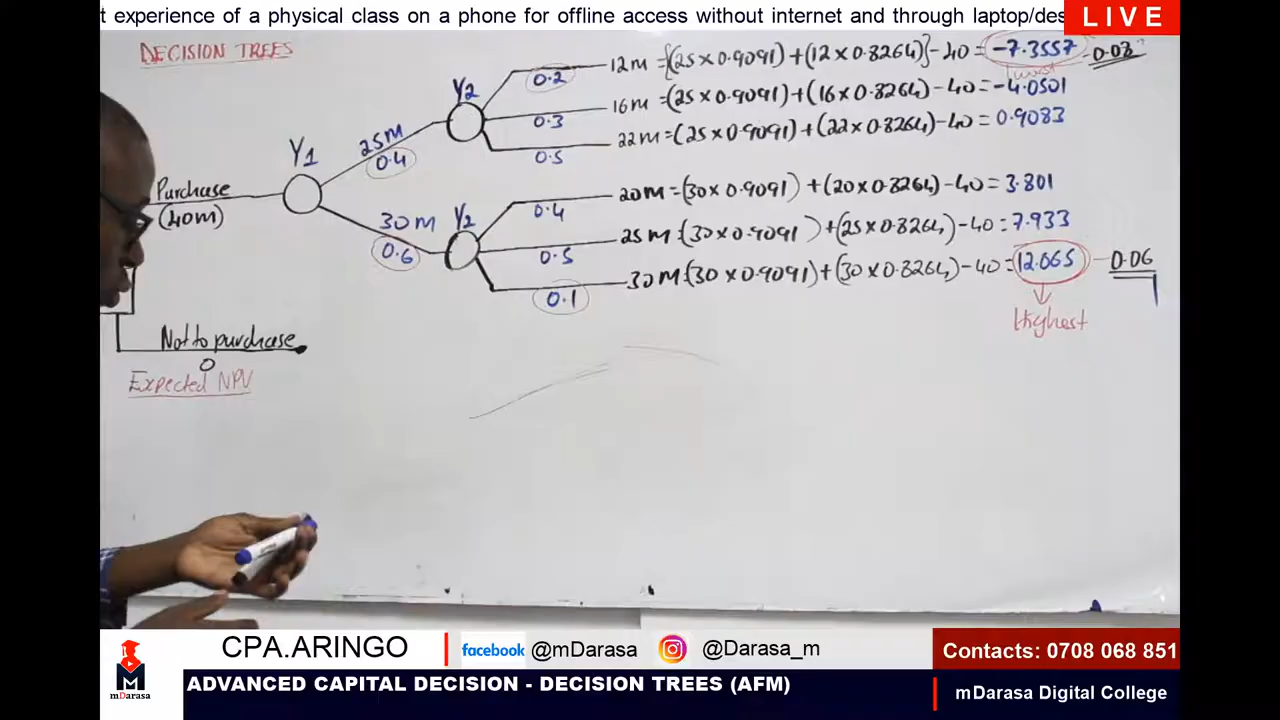 t experience of a physical class on a phone for offline access without internet and through laptop/des
LIVE
DECISION TREES
12m = [(25 x 0.9091) + (12 x 0.8264)] - 40 = -7.3557 - 0.08
lowest
16m = (25 x 0.9091) + (16 x 0.8264) - 40 = -4.0501
22m = (25 x 0.9091) + (22 x 0.8264) - 40 = 0.9083
Y2
0.2
0.3
0.5
25M
0.4
Y1
Purchase
(40m)
30M
0.6
Y2
0.4
0.5
0.1
20m = (30 x 0.9091) + (20 x 0.8264) - 40 = 3.801
25m = (30 x 0.9091) + (25 x 0.8264) - 40 = 7.933
30m = (30 x 0.9091) + (30 x 0.8264) - 40 = 12.065 - 0.06
Highest
Not to purchase
0
Expected NPV
CPA.ARINGO
facebook @mDarasa
@Darasa_m
Contacts: 0708 068 851
M
mDarasa
ADVANCED CAPITAL DECISION - DECISION TREES (AFM)
mDarasa Digital College